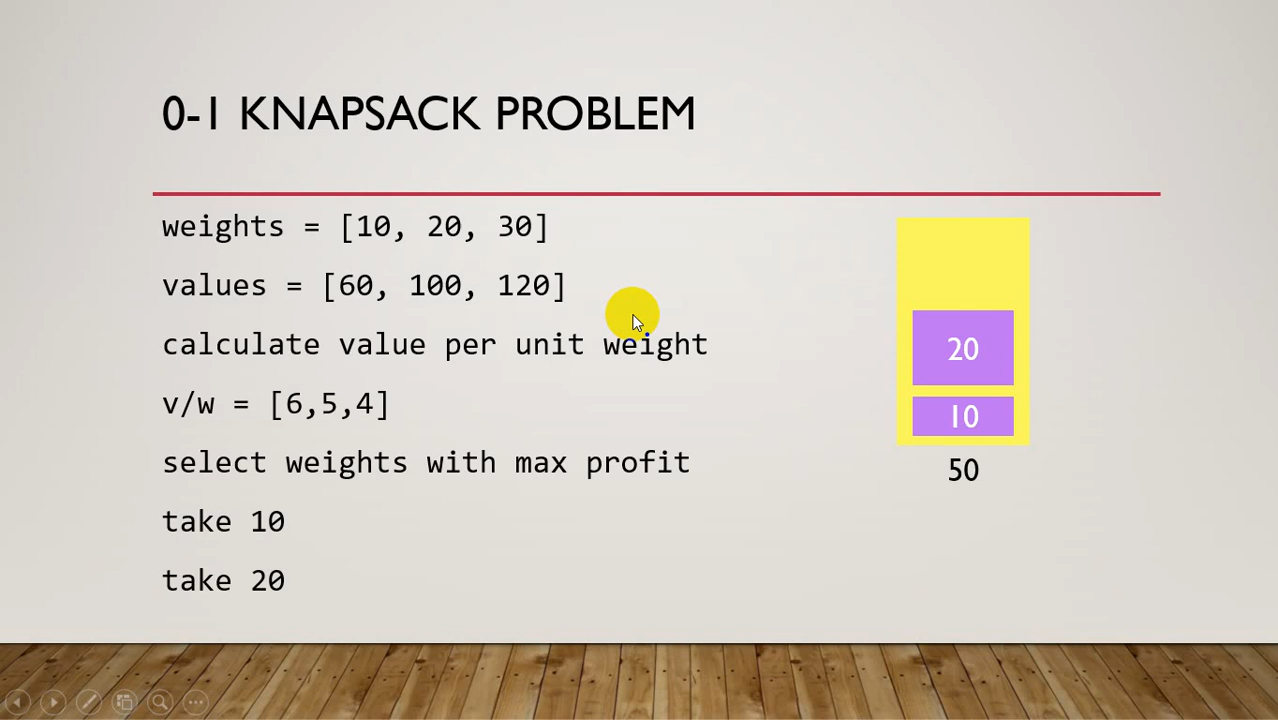 0-1 KNAPSACK PROBLEM
weights = [10, 20, 30]
values = [60, 100, 120]
calculate value per unit weight
v/w = [6,5,4]
select weights with max profit
take 10
take 20
20
10
50